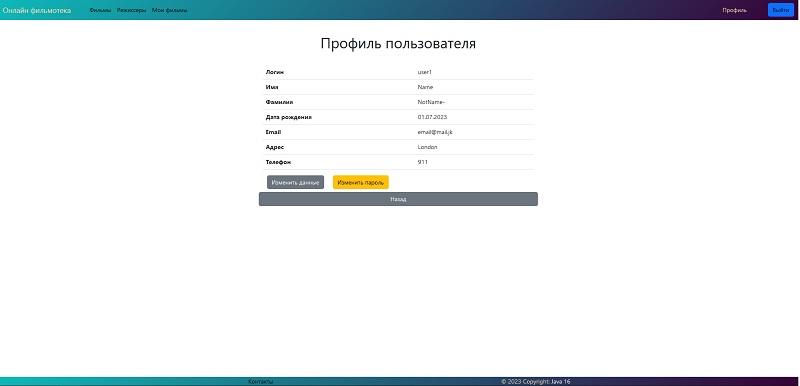 Онлайн фильмотека Фильмы Режиссеры Мои фильмы Профиль Выйти
Профиль пользователя
Логин user1
Имя Name
Фамилия NotName-
Дата рождения 01.07.2023
Email email@mail.jk
Адрес London
Телефон 911
Изменить данные Изменить пароль
Назад
Контакты © 2023 Copyright: Java 16